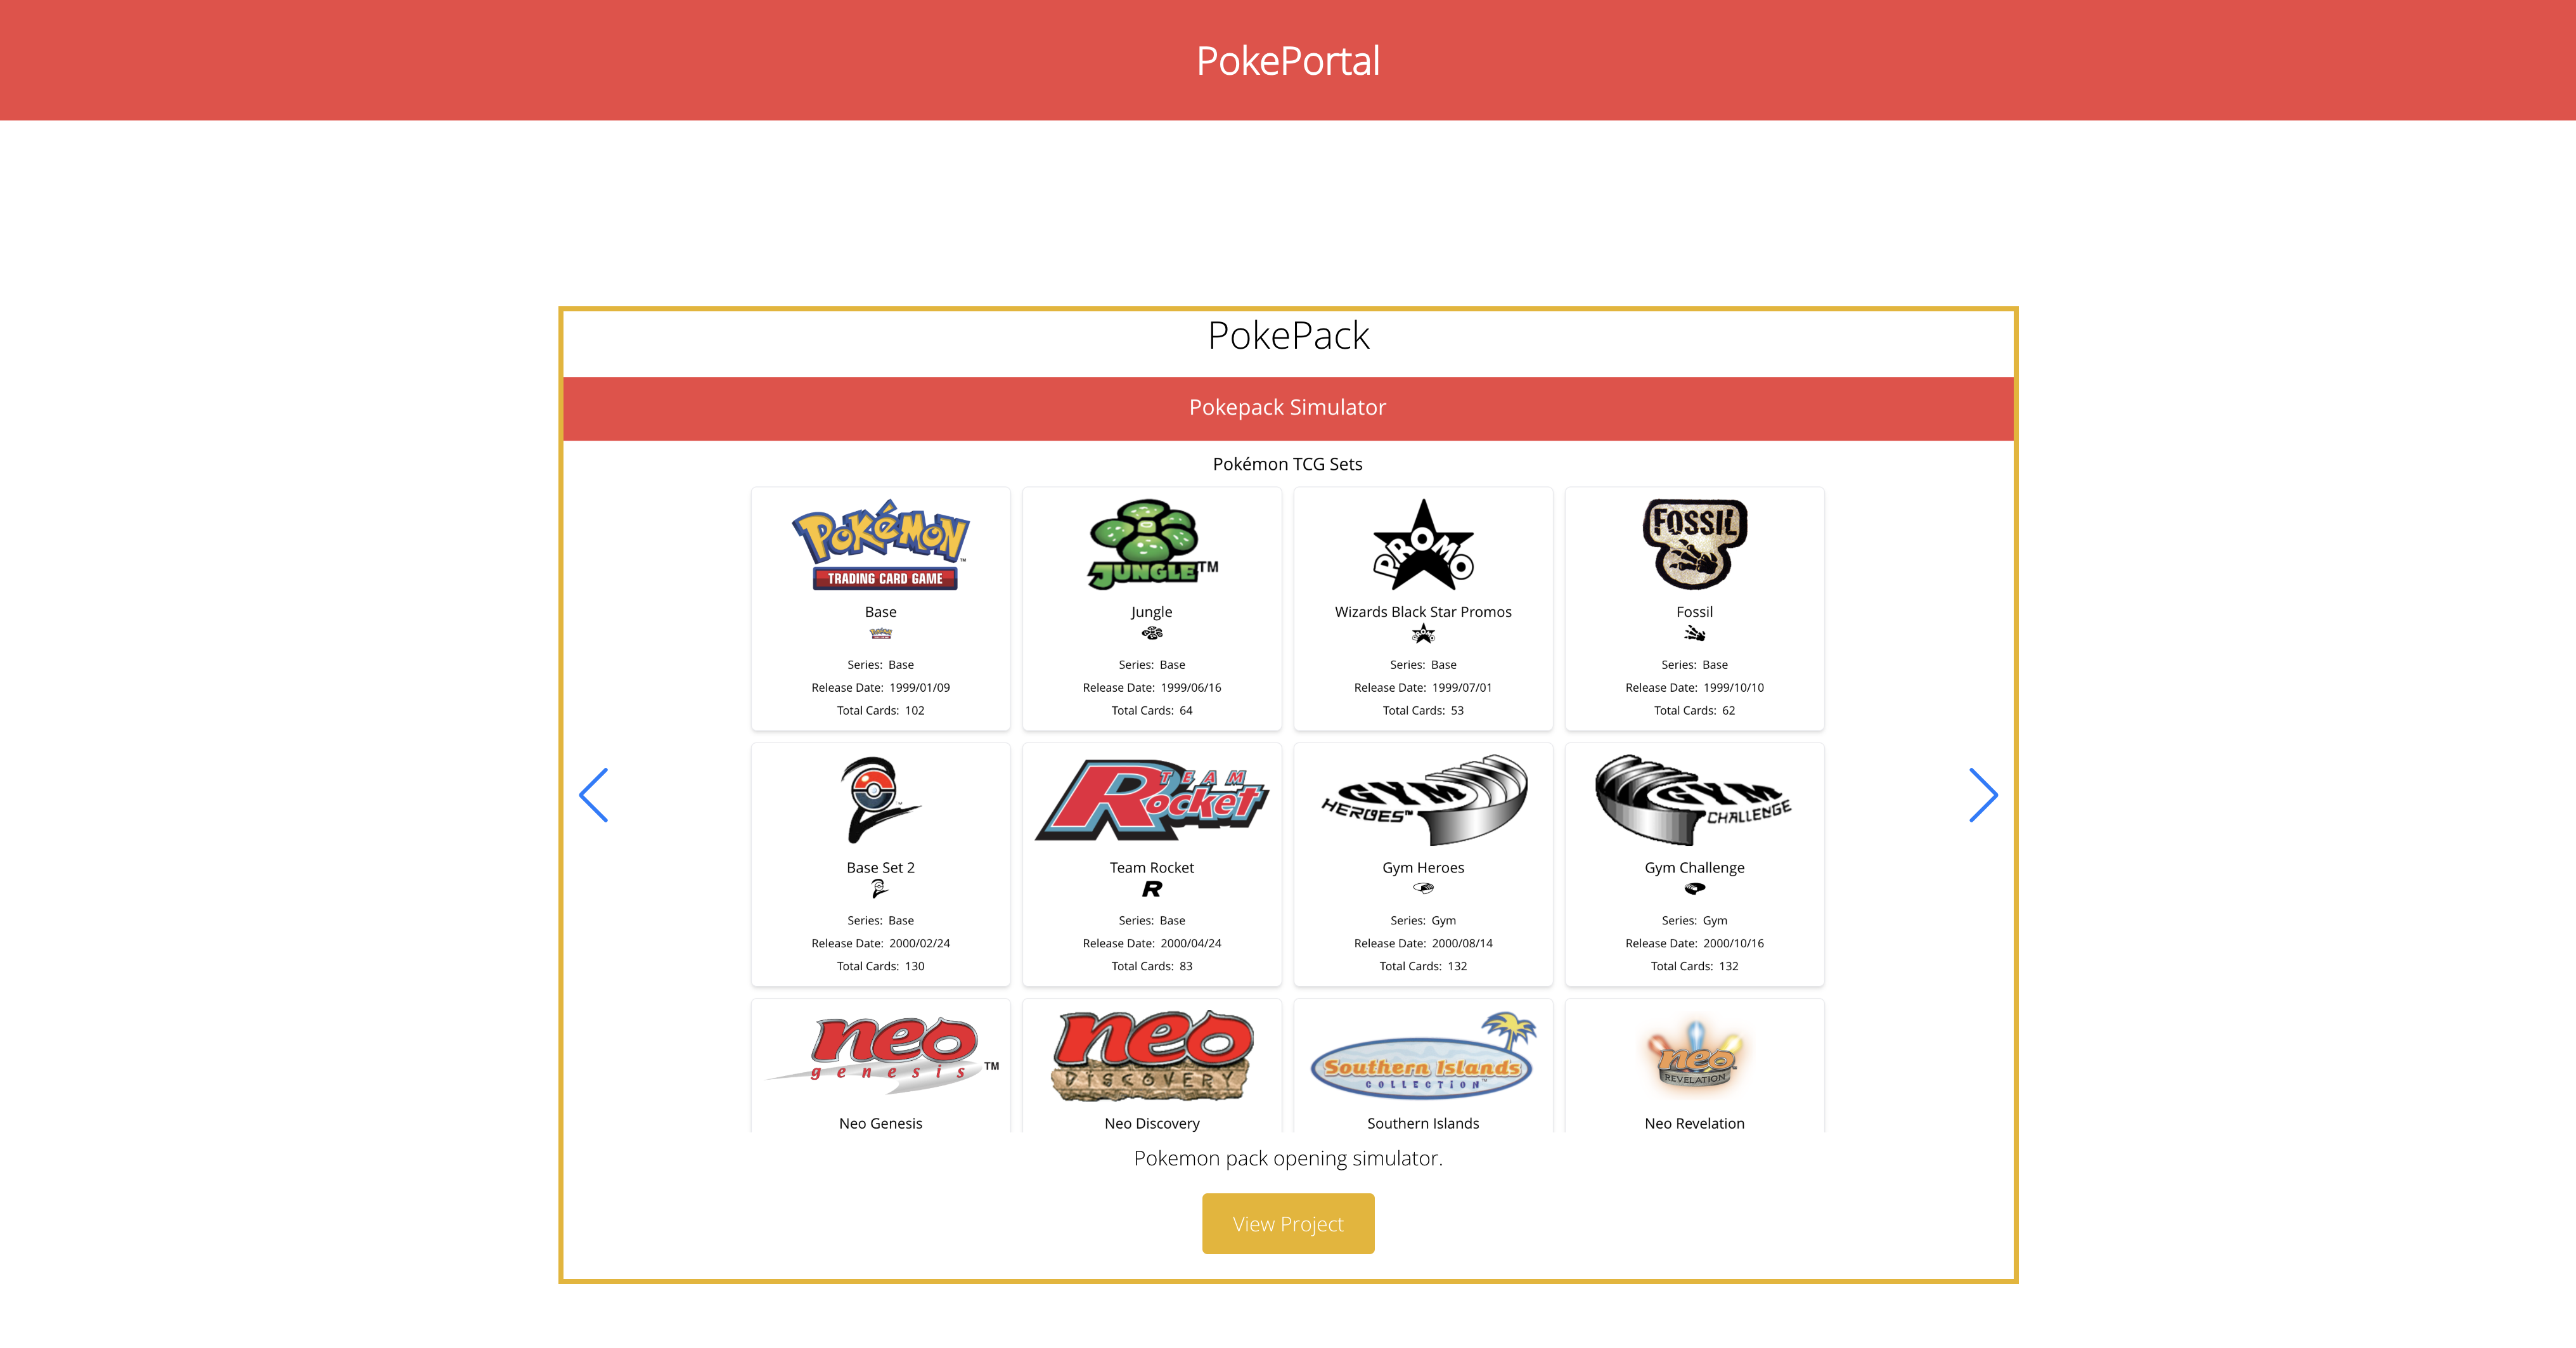 PokePortal
PokePack
Pokepack Simulator
Pokémon TCG Sets
POKéMON™
TRADING CARD GAME
JUNGLE™
PROMO
FOSSIL
Base
Jungle
Wizards Black Star Promos
Fossil
Series: Base
Series: Base
Series: Base
Series: Base
Release Date: 1999/01/09
Release Date: 1999/06/16
Release Date: 1999/07/01
Release Date: 1999/10/10
Total Cards: 102
Total Cards: 64
Total Cards: 53
Total Cards: 62
TEAM
Rocket
GYM
HEROES™
GYM
CHALLENGE
Base Set 2
Team Rocket
Gym Heroes
Gym Challenge
R
Series: Base
Series: Base
Series: Gym
Series: Gym
Release Date: 2000/02/24
Release Date: 2000/04/24
Release Date: 2000/08/14
Release Date: 2000/10/16
Total Cards: 130
Total Cards: 83
Total Cards: 132
Total Cards: 132
neo
genesis™
neo
DISCOVERY
Southern Islands
COLLECTION™
neo
REVELATION
Neo Genesis
Neo Discovery
Southern Islands
Neo Revelation
Pokemon pack opening simulator.
View Project